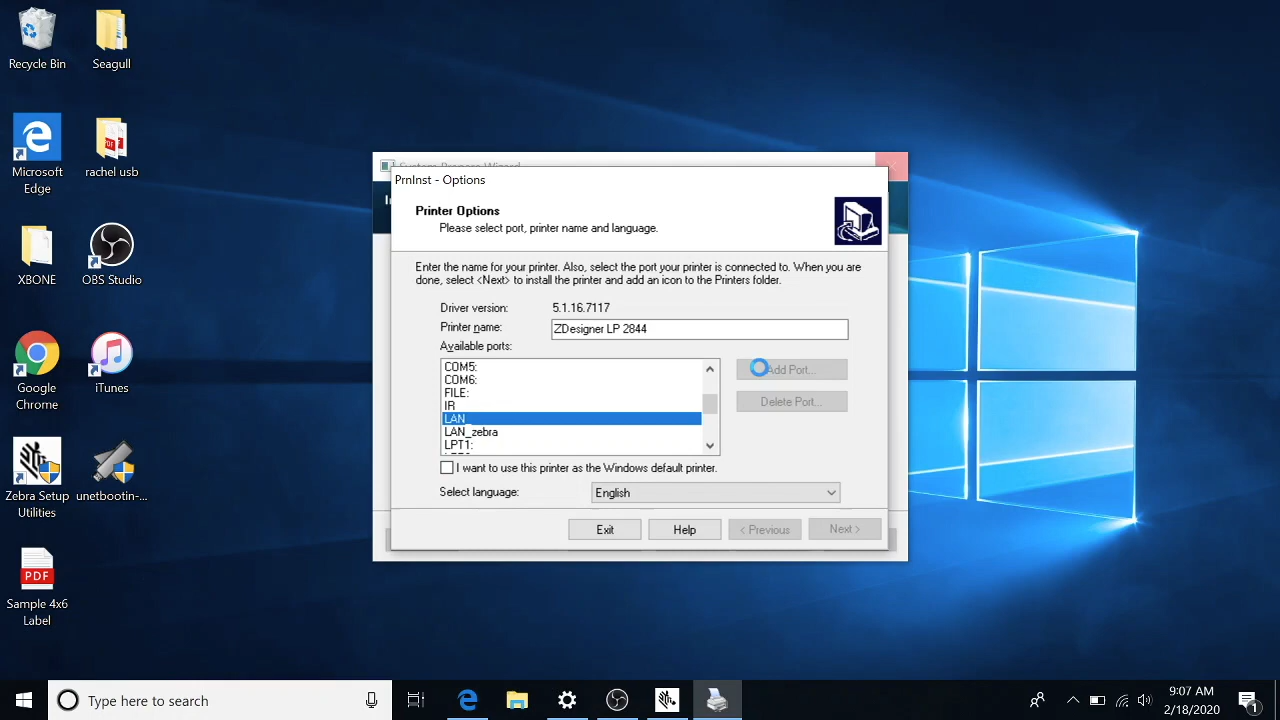 Recycle Bin
Seagull
Microsoft
Edge
rachel usb
XBONE
OBS Studio
Google
Chrome
iTunes
Zebra Setup
Utilities
unetbootin-...
PDF
Sample 4x6
Label
System Prepare Wizard
PrnInst - Options
Printer Options
Please select port, printer name and language.
Enter the name for your printer. Also, select the port your printer is connected to. When you are
done, select <Next> to install the printer and add an icon to the Printers folder.
Driver version: 5.1.16.7117
Printer name: ZDesigner LP 2844
Available ports:
COM5:
COM6:
FILE:
IR
LAN_
LAN_zebra
LPT1:
Add Port...
Delete Port...
I want to use this printer as the Windows default printer.
Select language: English
Exit
Help
< Previous
Next >
Type here to search
9:07 AM
2/18/2020
1